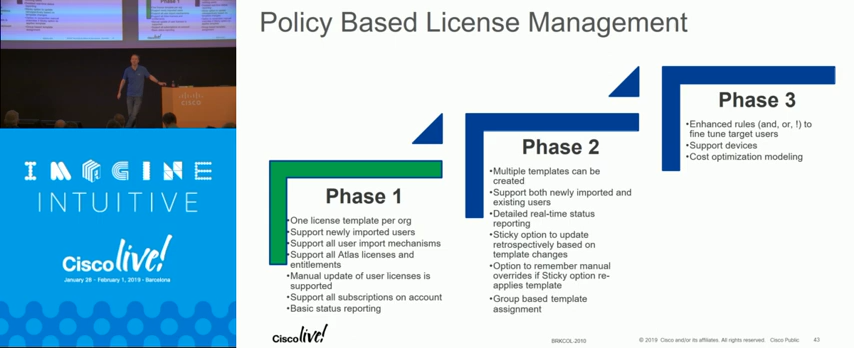 Policy Based License Management
Phase 1
•One license template per org
•Support newly imported users
•Support all user import mechanisms
•Support all Atlas licenses and
entitlements
•Manual update of user licenses is
supported
•Support all subscriptions on account
•Basic status reporting
Phase 2
•Multiple templates can be
created
•Support both newly imported and
existing users
•Detailed real-time status
reporting
•Sticky option to update
retrospectively based on
template changes
•Option to remember manual
overrides if Sticky option re-
applies template
•Group based template
assignment
Phase 3
•Enhanced rules (and, or, !) to
fine tune target users
•Support devices
•Cost optimization modeling
IMAGINE
INTUITIVE
Cisco live!
January 28 - February 1, 2019 · Barcelona
Cisco live!
BRKCOL-2010
© 2019 Cisco and/or its affiliates. All rights reserved. Cisco Public
43
Phase 1
cisco